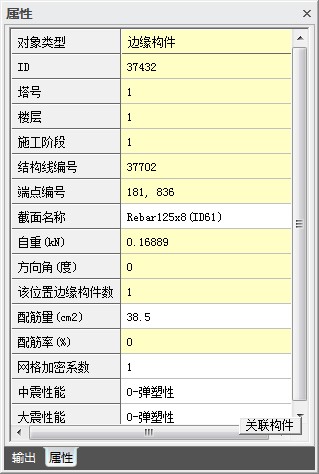 属性
对象类型 边缘构件
ID 37432
塔号 1
楼层 1
施工阶段 1
结构线编号 37702
端点编号 181, 836
截面名称 Rebar125x8(ID61)
自重(kN) 0.16889
方向角(度) 0
该位置边缘构件数 1
配筋量(cm2) 38.5
配筋率(%) 0
网格加密系数 1
中震性能 0-弹塑性
大震性能 0-弹塑性
关联构件
输出 属性